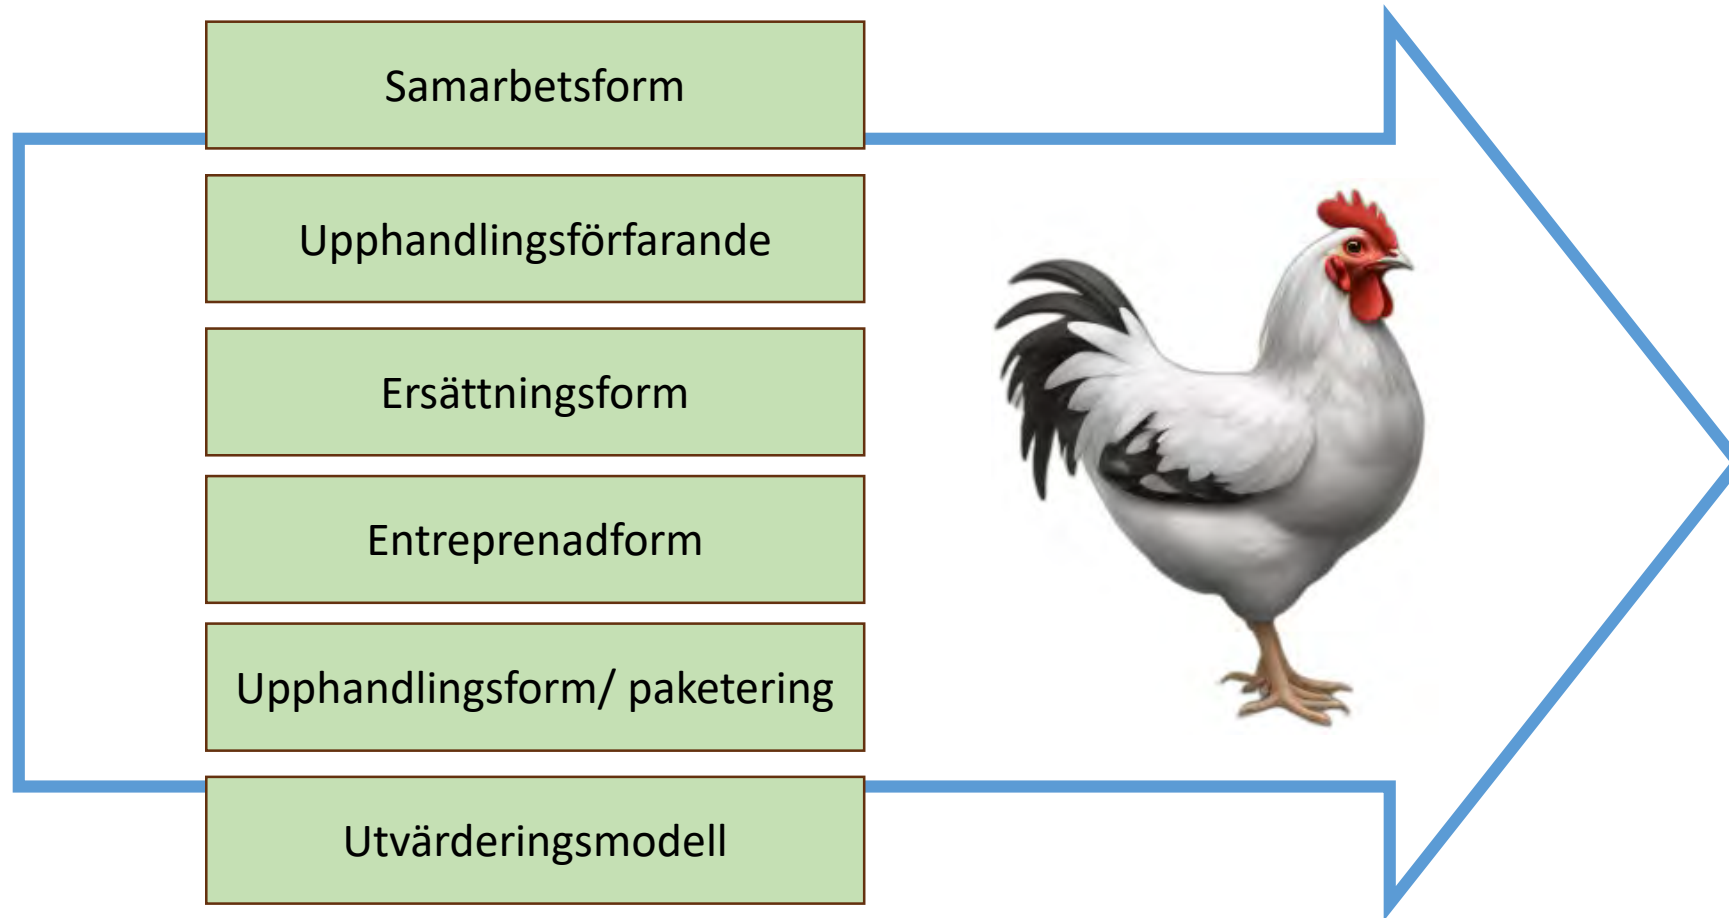 Samarbetsform
Upphandlingsförfarande
Ersättningsform
Entreprenadform
Upphandlingsform/ paketering
Utvärderingsmodell